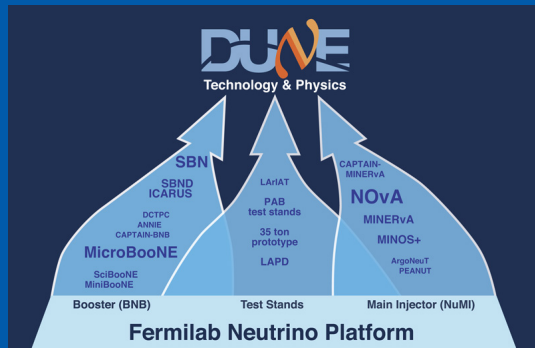 DUNE
Technology & Physics
SBN
SBND
ICARUS
DCTPC
ANNIE
CAPTAIN-BNB
MicroBooNE
SciBooNE
MiniBooNE
Booster (BNB)
LArIAT
PAB
test stands
35 ton
prototype
LAPD
Test Stands
CAPTAIN-
MINERvA
NOvA
MINERvA
MINOS+
ArgoNeuT
PEANUT
Main Injector (NuMI)
Fermilab Neutrino Platform